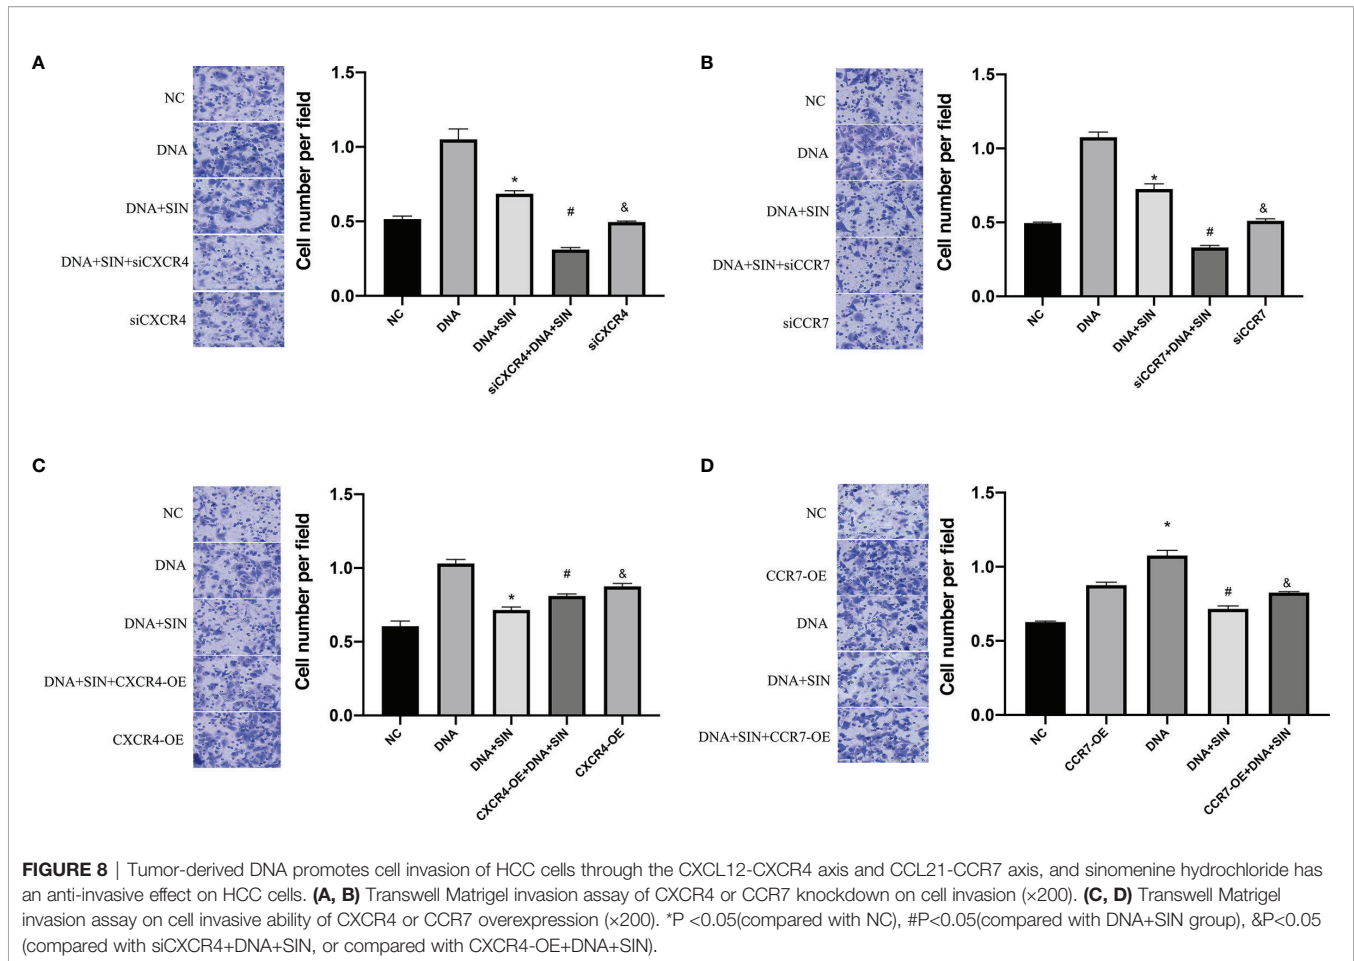 A
NC
DNA
DNA+SIN
DNA+SIN+siCXCR4
siCXCR4
Cell number per field
1.5
1.0
0.5
0.0
*
#
&
NC
DNA
DNA+SIN
siCXCR4+DNA+SIN
siCXCR4
B
NC
DNA
DNA+SIN
DNA+SIN+siCCR7
siCCR7
Cell number per field
1.5
1.0
0.5
0.0
*
#
&
NC
DNA
DNA+SIN
siCCR7+DNA+SIN
siCCR7
C
NC
DNA
DNA+SIN
DNA+SIN+CXCR4-OE
CXCR4-OE
Cell number per field
1.5
1.0
0.5
0.0
*
#
&
NC
DNA
DNA+SIN
CXCR4-OE+DNA+SIN
CXCR4-OE
D
NC
CCR7-OE
DNA
DNA+SIN
DNA+SIN+CCR7-OE
Cell number per field
1.5
1.0
0.5
0.0
*
#
&
NC
CCR7-OE
DNA
DNA+SIN
CCR7-OE+DNA+SIN
FIGURE 8 | Tumor-derived DNA promotes cell invasion of HCC cells through the CXCL12-CXCR4 axis and CCL21-CCR7 axis, and sinomenine hydrochloride has
an anti-invasive effect on HCC cells. (A, B) Transwell Matrigel invasion assay of CXCR4 or CCR7 knockdown on cell invasion (×200). (C, D) Transwell Matrigel
invasion assay on cell invasive ability of CXCR4 or CCR7 overexpression (×200). *P <0.05(compared with NC), #P<0.05(compared with DNA+SIN group), &P<0.05
(compared with siCXCR4+DNA+SIN, or compared with CXCR4-OE+DNA+SIN).